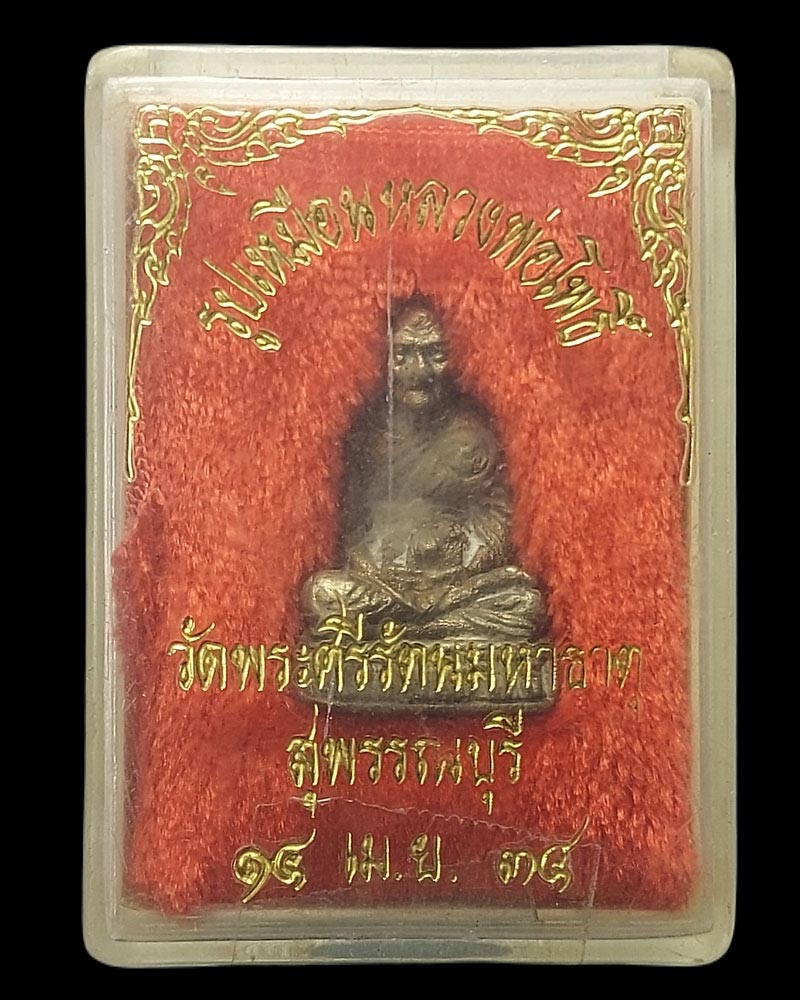 รูปเหมือนหลวงพ่อโพธิ์
วัดพระศรีรัตนมหาธาตุ
สุพรรณบุรี
๑๔ เม.ย. ๓๔